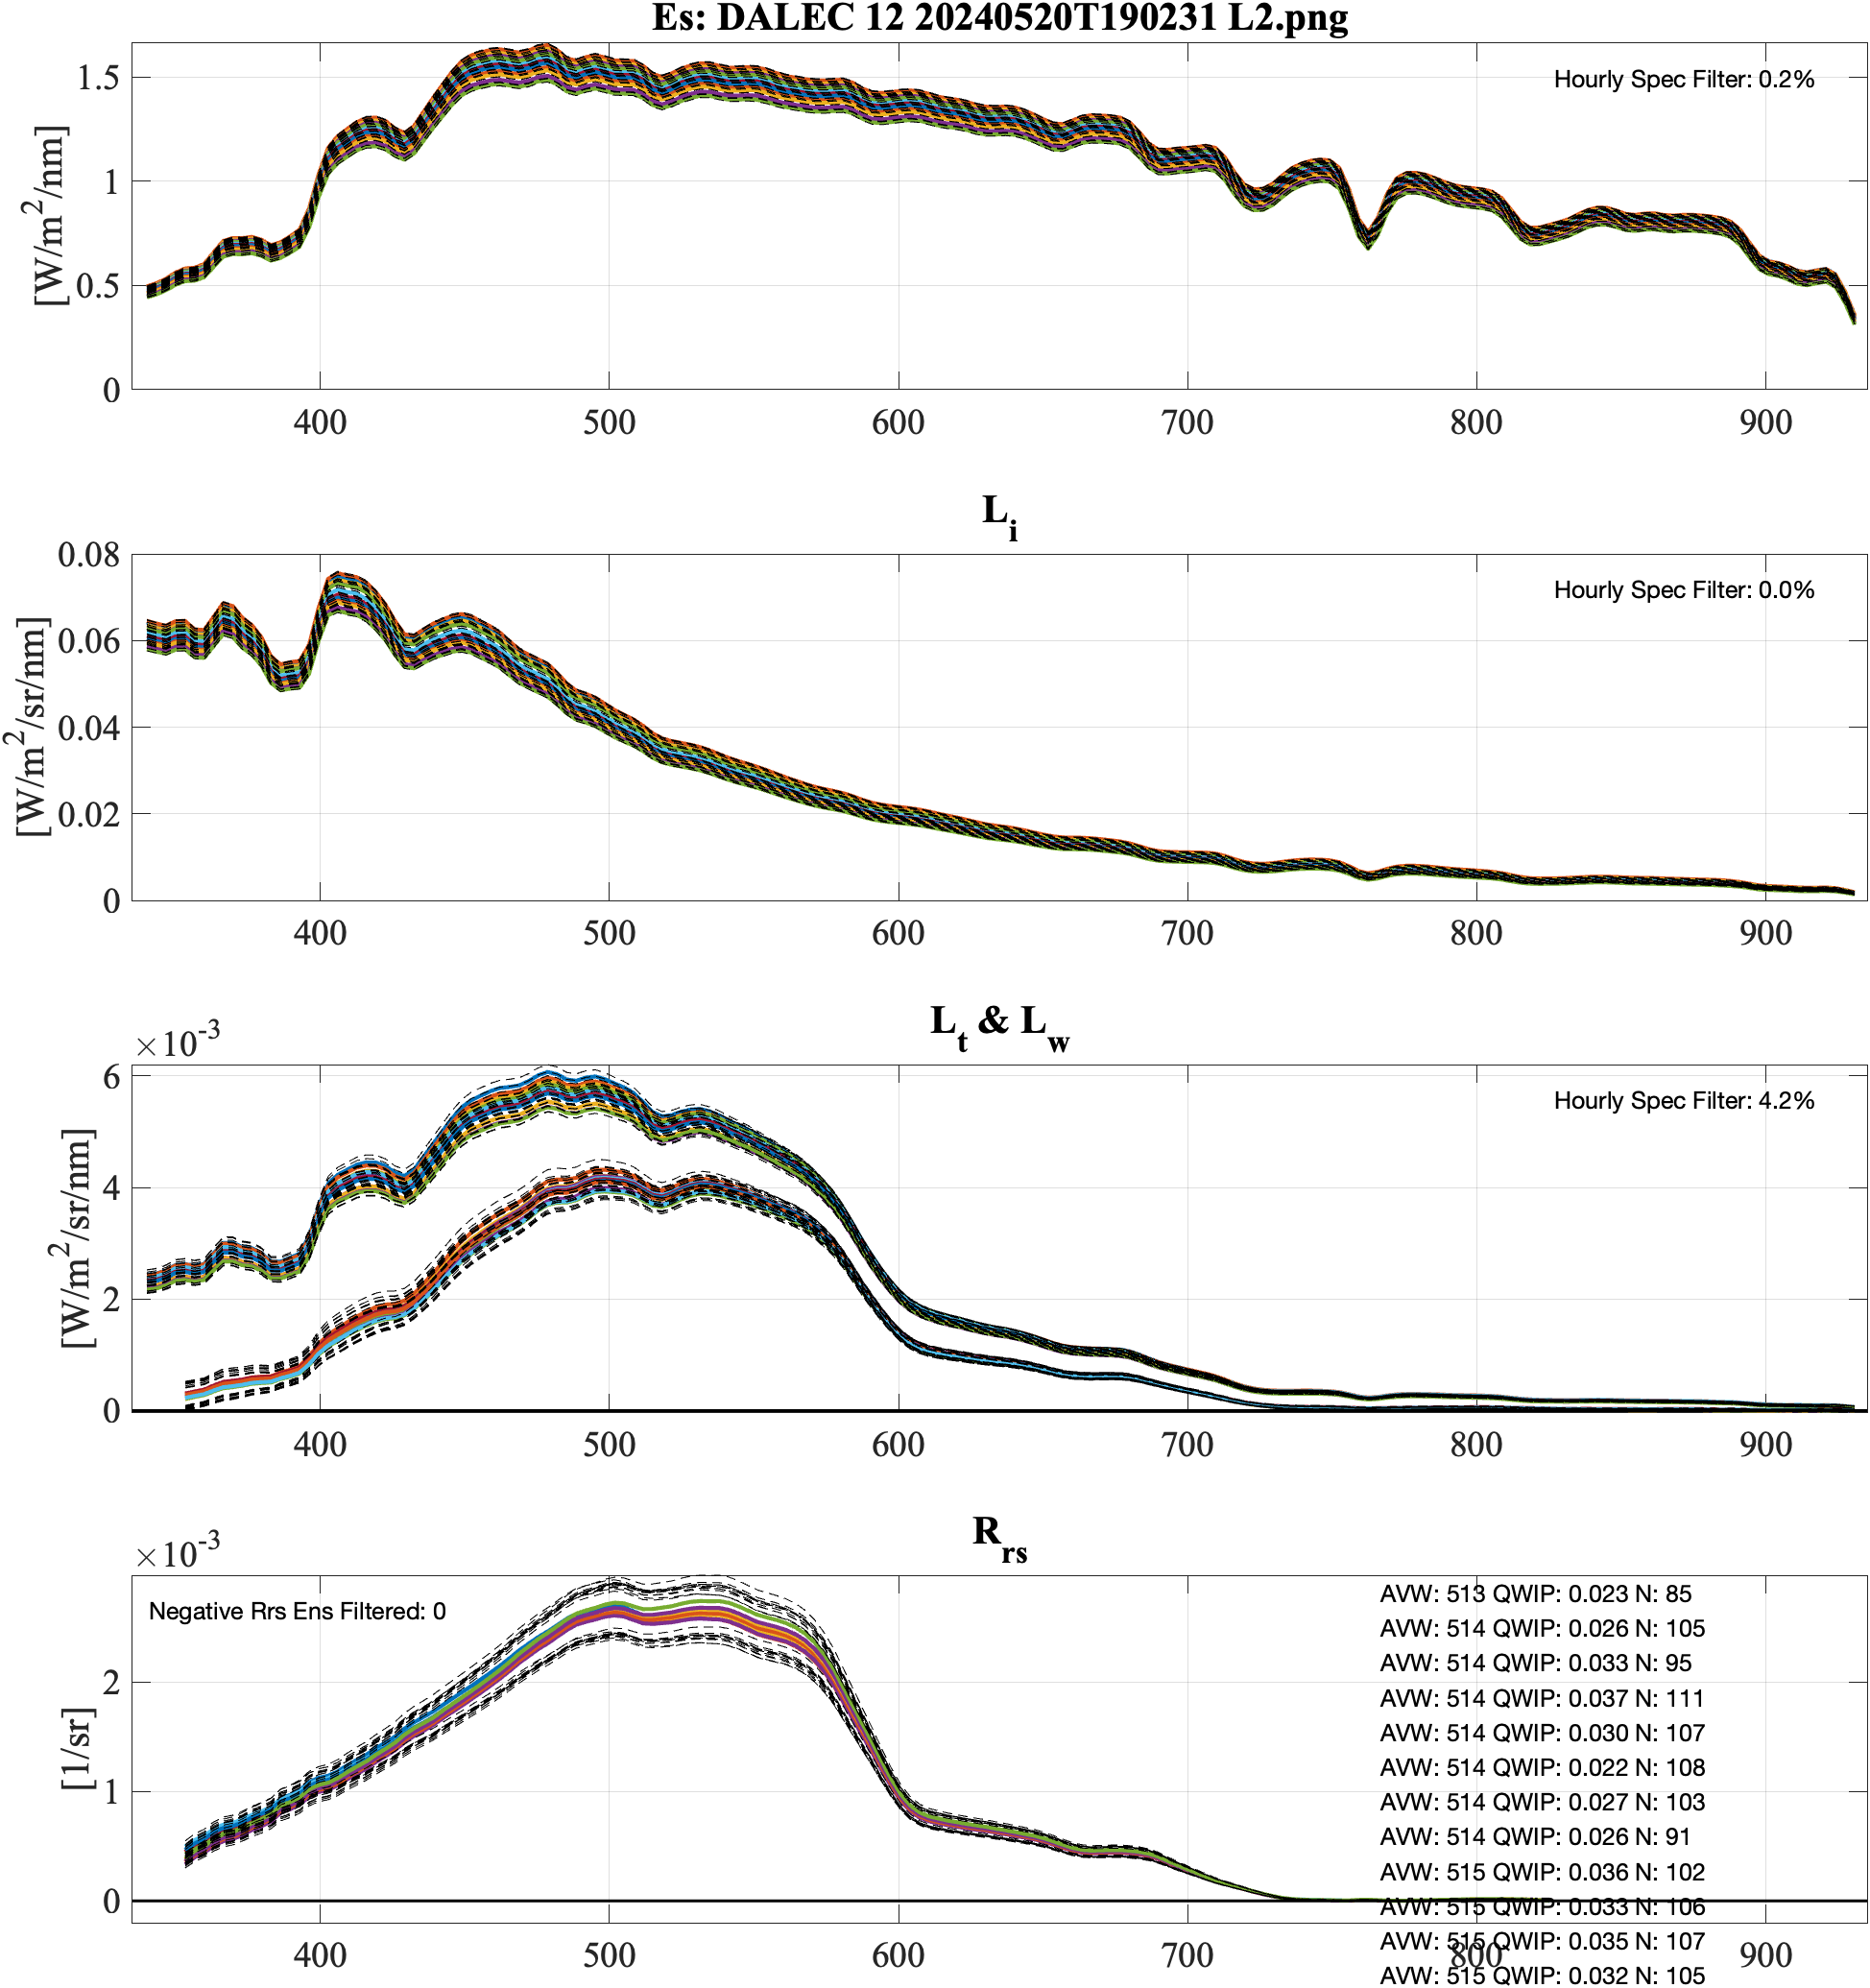 Es: DALEC 12 20240520T190231 L2.png
Hourly Spec Filter: 0.2%
[W/m2/nm]
1.5
1
0.5
0
400 500 600 700 800 900
Li
Hourly Spec Filter: 0.0%
[W/m2/sr/nm]
0.08
0.06
0.04
0.02
0
400 500 600 700 800 900
Lt & Lw
×10-3
Hourly Spec Filter: 4.2%
[W/m2/sr/nm]
6
4
2
0
400 500 600 700 800 900
Rrs
×10-3
Negative Rrs Ens Filtered: 0
[1/sr]
2
1
0
AVW: 513 QWIP: 0.023 N: 85
AVW: 514 QWIP: 0.026 N: 105
AVW: 514 QWIP: 0.033 N: 95
AVW: 514 QWIP: 0.037 N: 111
AVW: 514 QWIP: 0.030 N: 107
AVW: 514 QWIP: 0.022 N: 108
AVW: 514 QWIP: 0.027 N: 103
AVW: 514 QWIP: 0.026 N: 91
AVW: 515 QWIP: 0.036 N: 102
AVW: 515 QWIP: 0.033 N: 106
AVW: 515 QWIP: 0.035 N: 107
AVW: 515 QWIP: 0.032 N: 105
400 500 600 700 800 900